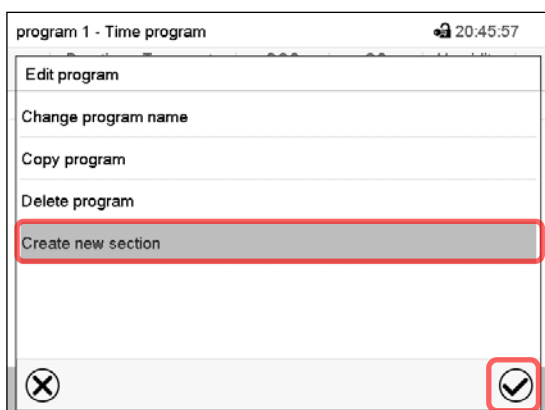 program 1 - Time program 20:45:57
Edit program
Change program name
Copy program
Delete program
Create new section